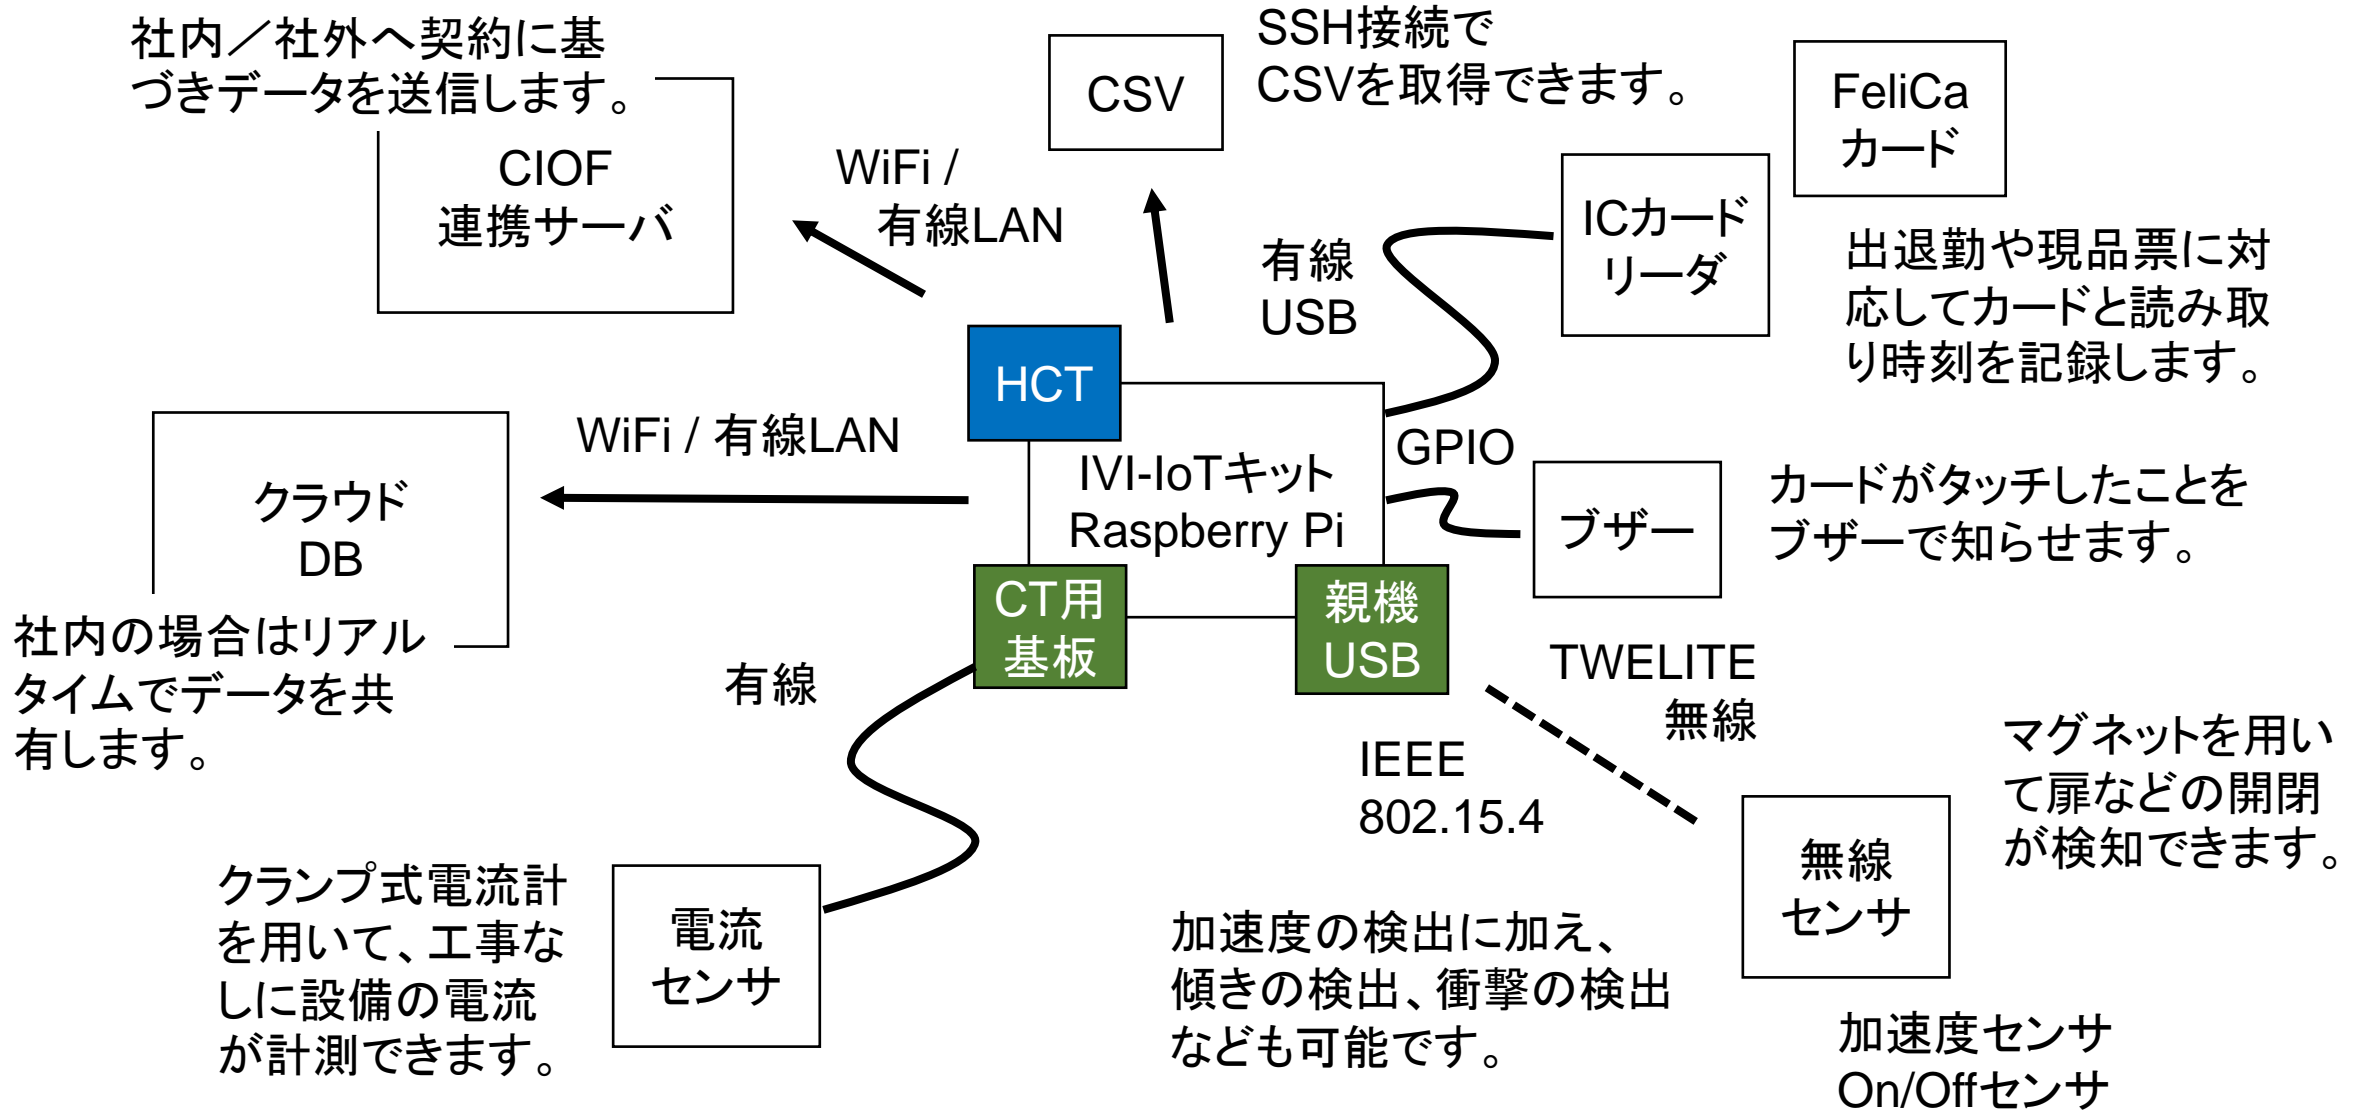 社内／社外へ契約に基
づきデータを送信します。
CIOF
連携サーバ
WiFi /
有線LAN
CSV
SSH接続で
CSVを取得できます。
FeliCa
カード
ICカード
リーダ
有線
USB
出退勤や現品票に対
応してカードと読み取
り時刻を記録します。
HCT
IVI-IoTキット
Raspberry Pi
WiFi / 有線LAN
クラウド
DB
社内の場合はリアル
タイムでデータを共
有します。
GPIO
ブザー
カードがタッチしたことを
ブザーで知らせます。
CT用
基板
親機
USB
有線
TWELITE
無線
IEEE
802.15.4
マグネットを用い
て扉などの開閉
が検知できます。
無線
センサ
クランプ式電流計
を用いて、工事な
しに設備の電流
が計測できます。
電流
センサ
加速度の検出に加え、
傾きの検出、衝撃の検出
なども可能です。
加速度センサ
On/Offセンサ